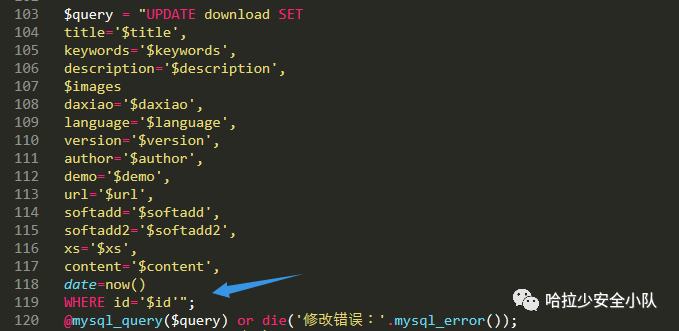 103 $query = "UPDATE download SET
104 title='$title',
105 keywords='$keywords',
106 description='$description',
107 $images
108 daxiao='$daxiao',
109 language='$language',
110 version='$version',
111 author='$author',
112 demo='$demo',
113 url='$url',
114 softadd='$softadd',
115 softadd2='$softadd2',
116 xs='$xs',
117 content='$content',
118 date=now()
119 WHERE id='$id'";
120 @mysql_query($query) or die('修改错误：'.mysql_error());
哈拉少安全小队